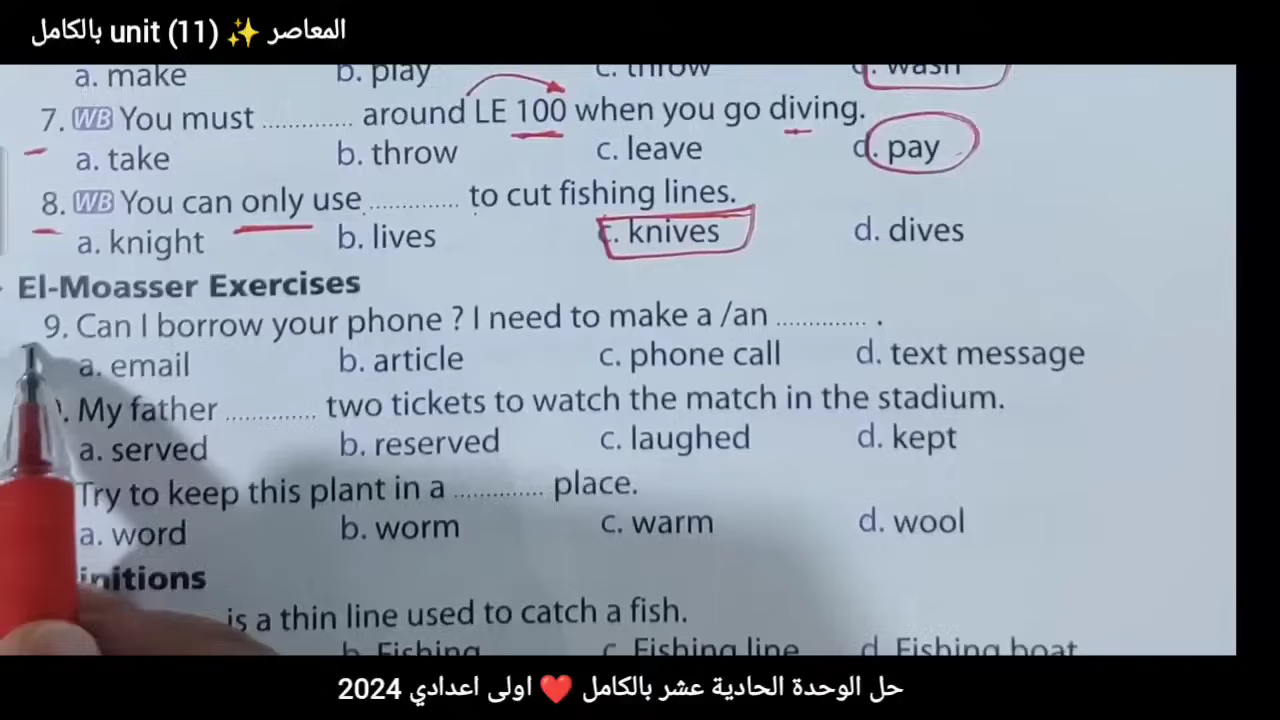 المعاصر ✨ unit (11) بالكامل
a. make b. play c. throw d. wash
7. WB You must ............. around LE 100 when you go diving.
a. take b. throw c. leave d. pay
8. WB You can only use ............. to cut fishing lines.
a. knight b. lives c. knives d. dives
El-Moasser Exercises
9. Can I borrow your phone ? I need to make a /an ............. .
a. email b. article c. phone call d. text message
. My father ............. two tickets to watch the match in the stadium.
a. served b. reserved c. laughed d. kept
Try to keep this plant in a ............. place.
a. word b. worm c. warm d. wool
initions
is a thin line used to catch a fish.
b. Fishing c. Fishing line d. Fishing boat
حل الوحدة الحادية عشر بالكامل ❤️ اولى اعدادي 2024